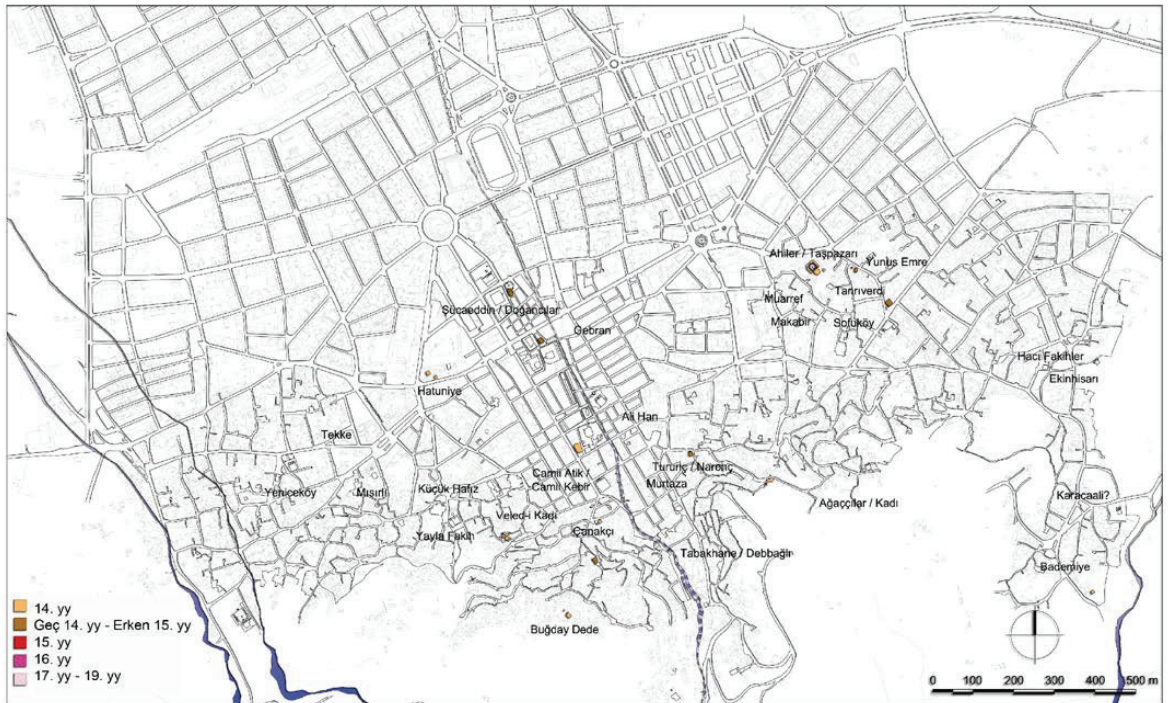 Ahiler / Taşpazarı
Yunus Emre
Tanrıverdi
Muarref
Makabir
Sofuköy
Şücaeddin / Doğancılar
Gebran
Hacı Fakihler
Ekinhisarı
Hatuniye
Ali Han
Tekke
Camii Atik /
Camii Kebir
Turunç / Narenç
Murtaza
Yeniceköy
Mısırlı
Küçük Hafız
Ağaççılar / Kadı
Karacaali?
Veled-i Kadı
Yayla Fakih
Çanakçı
Tabakhane / Debbağlı
Bademiye
Buğday Dede
14. yy
Geç 14. yy - Erken 15. yy
15. yy
16. yy
17. yy - 19. yy
0 100 200 300 400 500 m